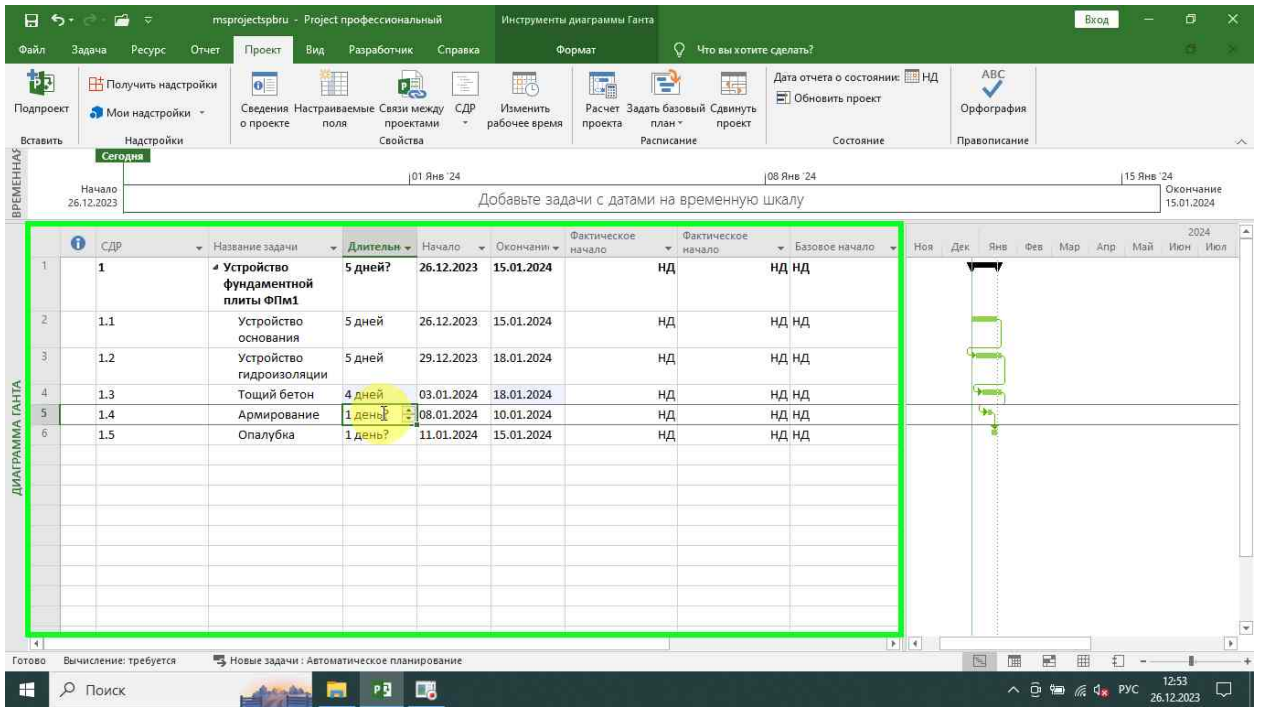 msprojectspbru - Project профессиональный
Инструменты диаграммы Ганта
Вход
Файл Задача Ресурс Отчет Проект Вид Разработчик Справка Формат Что вы хотите сделать?
Подпроект
Получить надстройки
Мои надстройки
Сведения о проекте
Настраиваемые поля
Связи между проектами
СДР
Изменить рабочее время
Расчет проекта
Задать базовый план
Сдвинуть проект
Дата отчета о состоянии: НД
Обновить проект
ABC
Орфография
Вставить Надстройки Свойства Расписание Состояние Правописание
ВРЕМЕННАЯ
Сегодня
01 Янв '24 08 Янв '24 15 Янв '24
Начало
26.12.2023
Добавьте задачи с датами на временную шкалу
Окончание
15.01.2024
ДИАГРАММА ГАНТА
СДР Название задачи Длительн Начало Окончани Фактическое начало Фактическое начало Базовое начало
2024
Ноя Дек Янв Фев Мар Апр Май Июн Июл
1 1 Устройство фундаментной плиты ФПм1 5 дней? 26.12.2023 15.01.2024 НД НД НД
2 1.1 Устройство основания 5 дней 26.12.2023 15.01.2024 НД НД НД
3 1.2 Устройство гидроизоляции 5 дней 29.12.2023 18.01.2024 НД НД НД
4 1.3 Тощий бетон 4 дней 03.01.2024 18.01.2024 НД НД НД
5 1.4 Армирование 1 день? 08.01.2024 10.01.2024 НД НД НД
6 1.5 Опалубка 1 день? 11.01.2024 15.01.2024 НД НД НД
Готово Вычисление: требуется Новые задачи : Автоматическое планирование
Поиск
РУС
12:53
26.12.2023